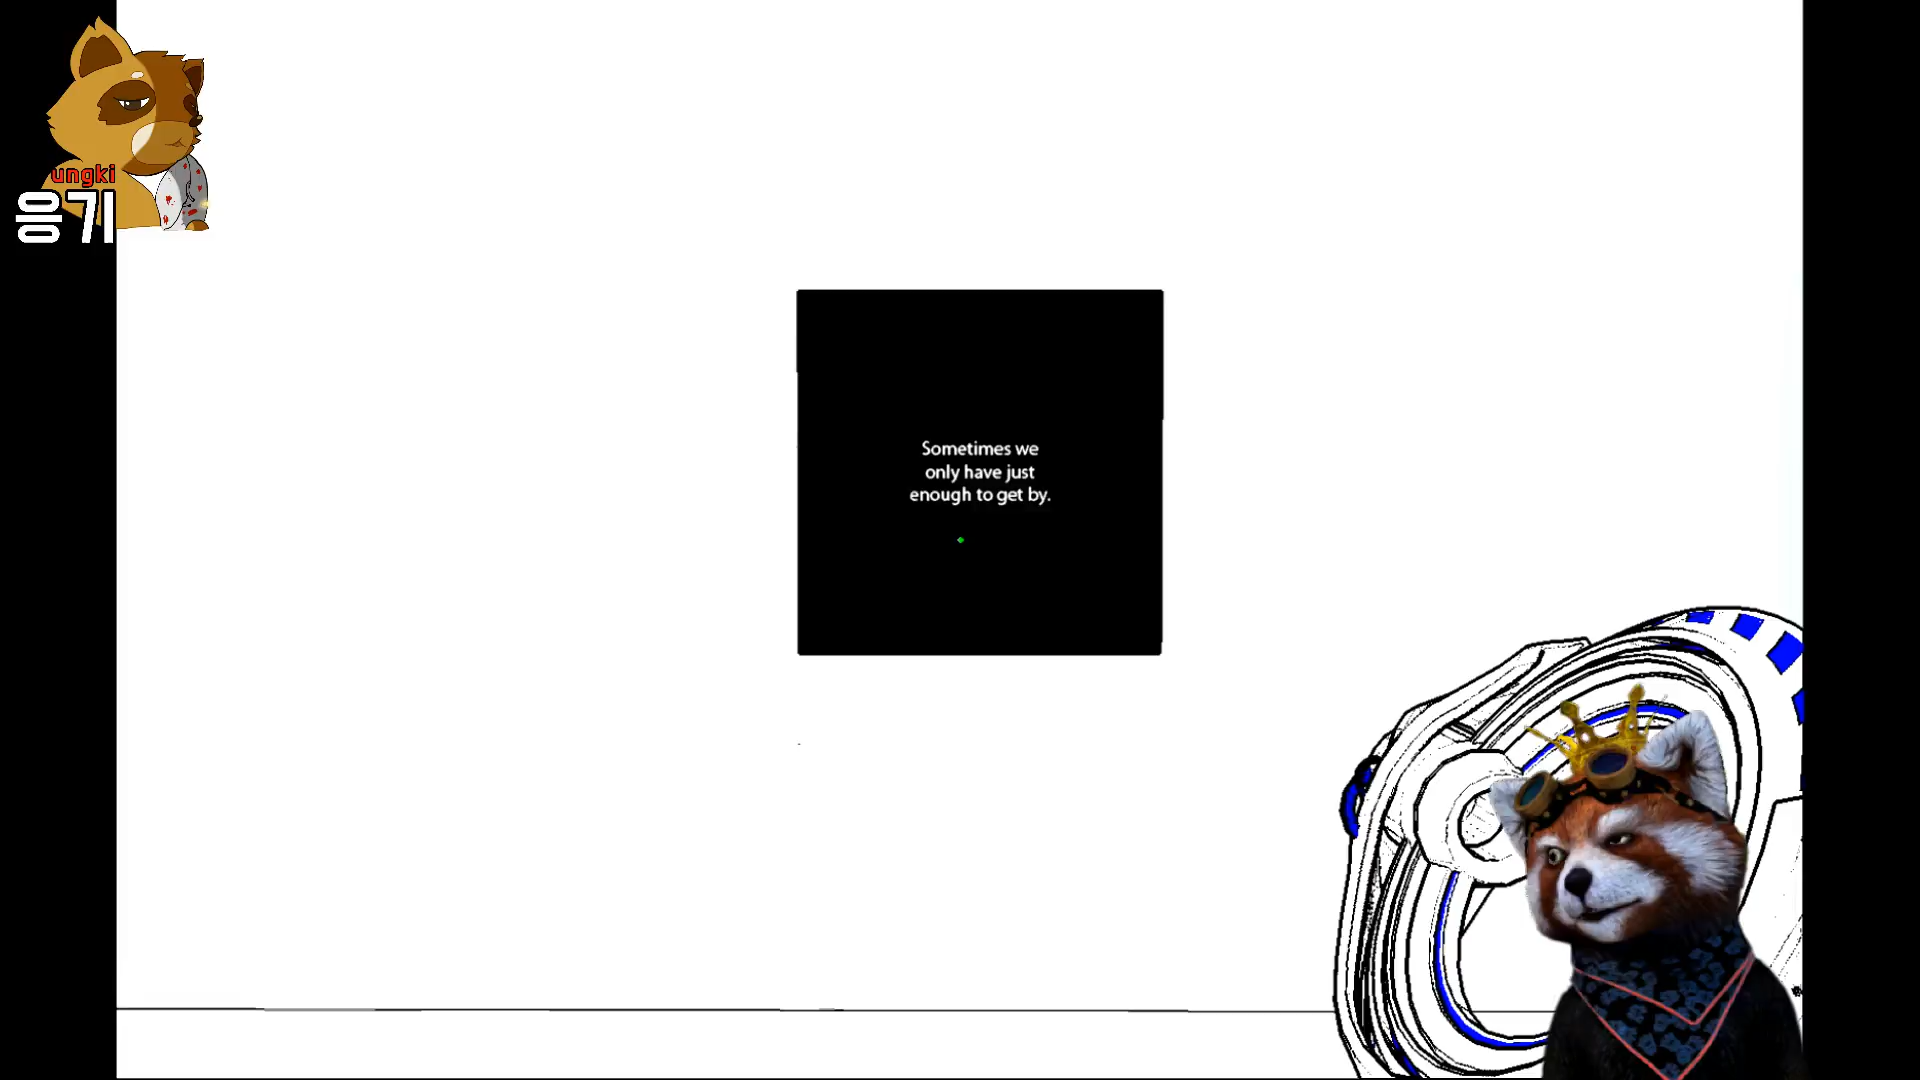 ungki
응기
Sometimes we
only have just
enough to get by.